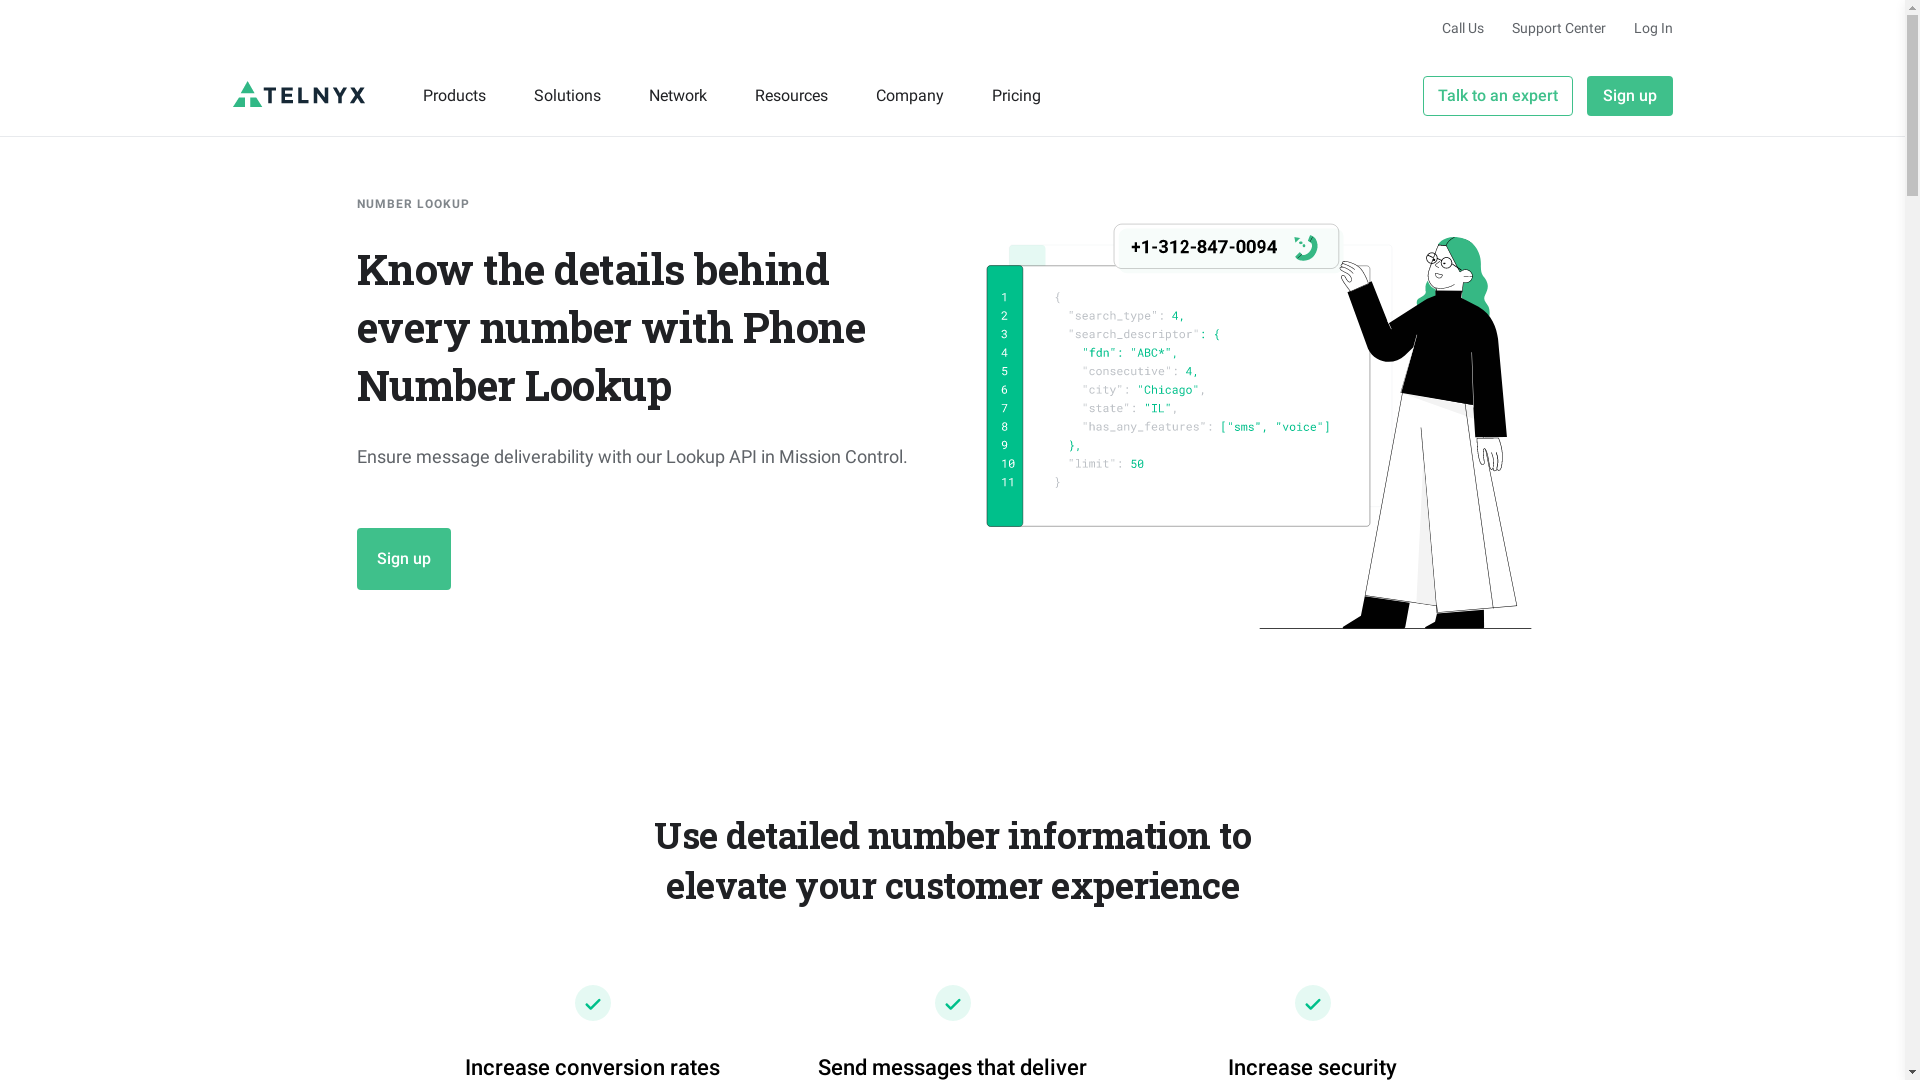 Call Us Support Center Log In
TELNYX Products Solutions Network Resources Company Pricing Talk to an expert Sign up
NUMBER LOOKUP
Know the details behind
every number with Phone
Number Lookup
Ensure message deliverability with our Lookup API in Mission Control.
Sign up
+1-312-847-0094
1 {
2 "search_type": 4,
3 "search_descriptor": {
4 "fdn": "ABC*",
5 "consecutive": 4,
6 "city": "Chicago",
7 "state": "IL",
8 "has_any_features": ["sms", "voice"]
9 },
10 "limit": 50
11 }
Use detailed number information to
elevate your customer experience
Increase conversion rates Send messages that deliver Increase security